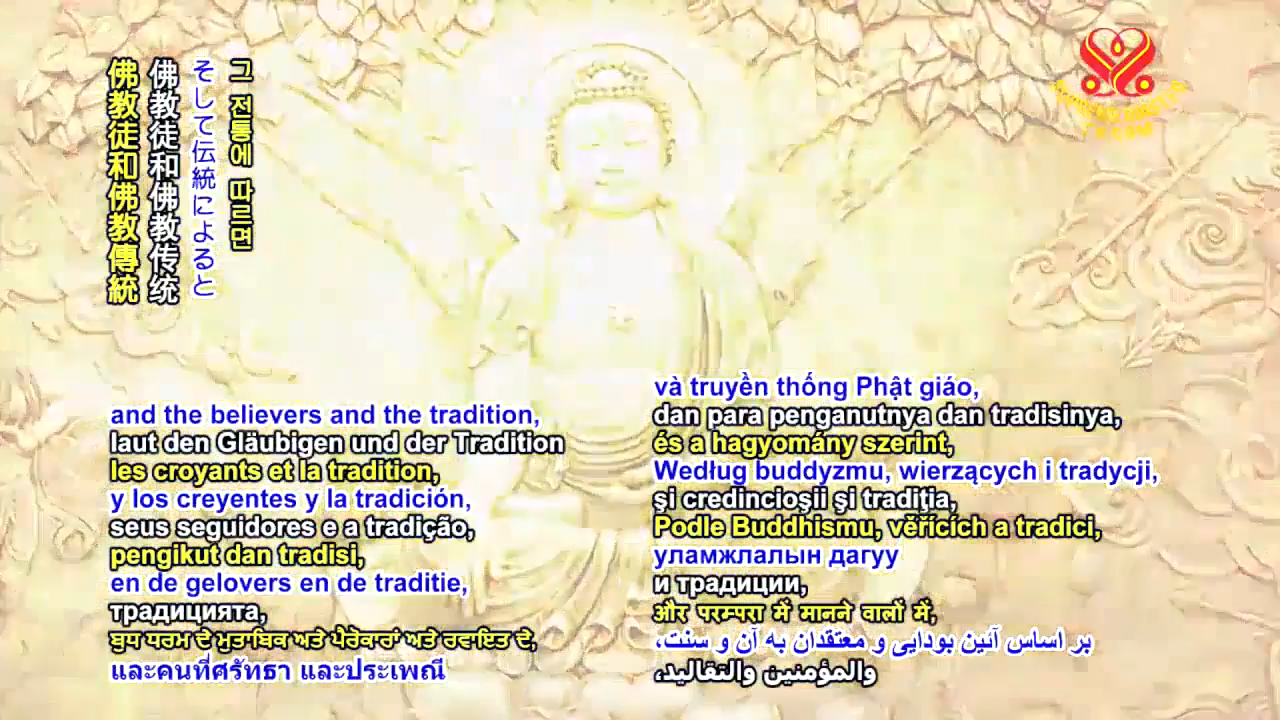 佛教徒和佛教傳統
佛教徒和佛教传统
そして伝統によると
그 전통에 따르면
and the believers and the tradition,
laut den Gläubigen und der Tradition
les croyants et la tradition,
y los creyentes y la tradición,
seus seguidores e a tradição,
pengikut dan tradisi,
en de gelovers en de traditie,
традицията,
ਬੁਧ ਧਰਮ ਦੇ ਮੁਤਾਬਿਕ ਅਤੇ ਪੈਰੋਕਾਰਾਂ ਅਤੇ ਰਵਾਇਤ ਦੇ,
และคนที่ศรัทธา และประเพณี
và truyền thống Phật giáo,
dan para penganutnya dan tradisinya,
és a hagyomány szerint,
Według buddyzmu, wierzących i tradycji,
şi credincioşii şi tradiţia,
Podle Buddhismu, věřících a tradici,
уламжлалын дагуу
и традиции,
और परम्परा में मानने वालों में,
بر اساس آئین بودایی و معتقدان به آن و سنت،
والمؤمنين والتقاليد،